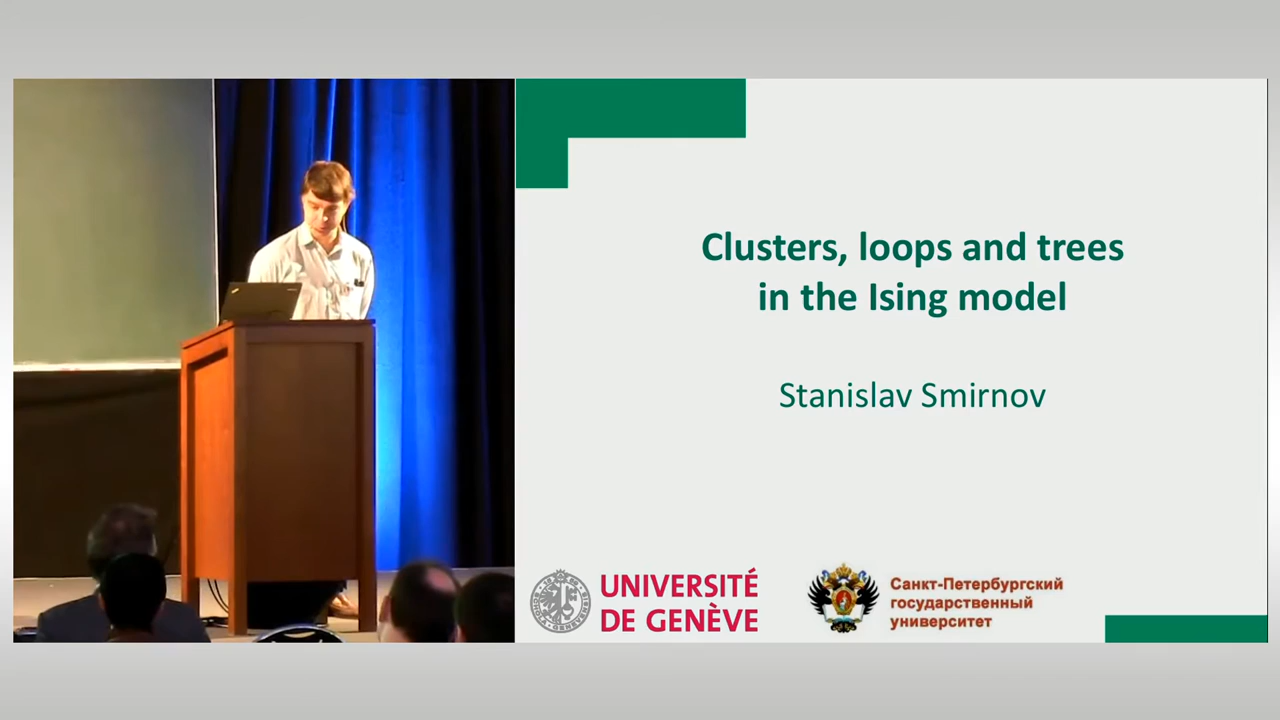 Clusters, loops and trees
in the Ising model
Stanislav Smirnov
UNIVERSITÉ
DE GENÈVE
Санкт-Петербургский
государственный
университет